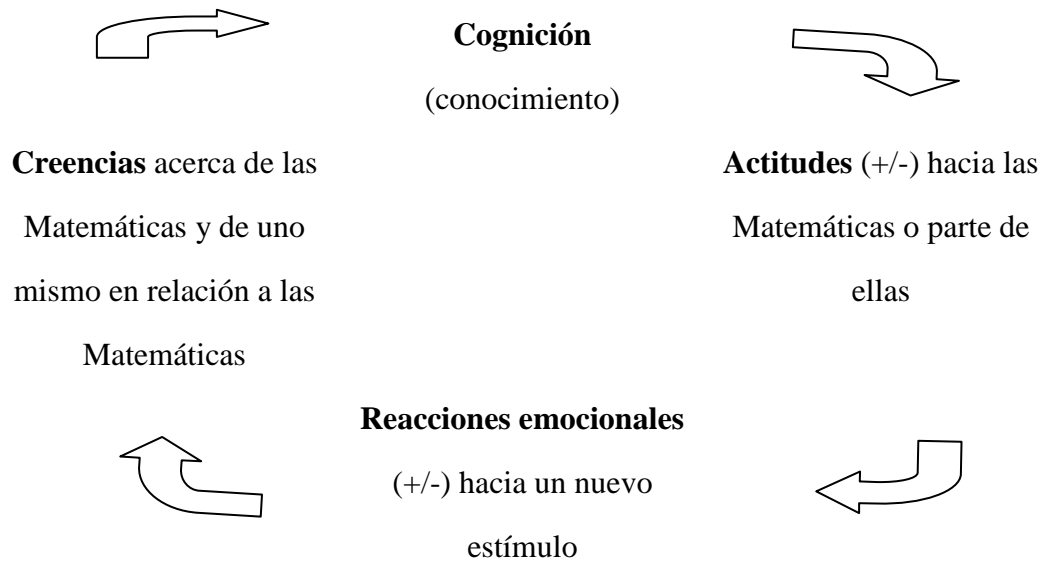 Cognición
(conocimiento)
Creencias acerca de las
Matemáticas y de uno
mismo en relación a las
Matemáticas
Actitudes (+/-) hacia las
Matemáticas o parte de
ellas
Reacciones emocionales
(+/-) hacia un nuevo
estímulo